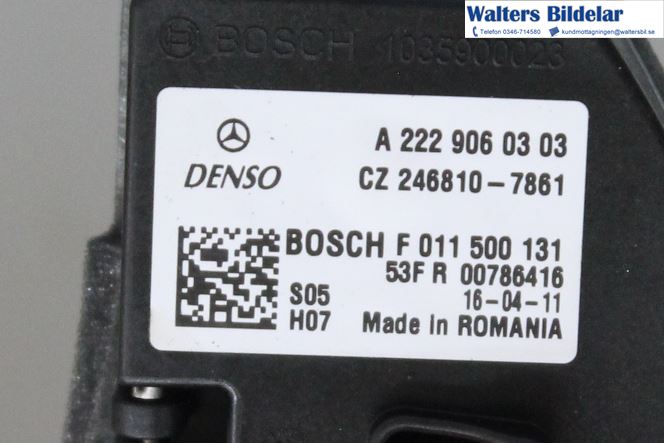 Walters Bildelar
Telefon 0346-714580 kundmottagningen@waltersbil.se
BOSCH 1035900023
A 222 906 03 03
DENSO CZ 246810-7861
BOSCH F 011 500 131
53F R 00786416
S05 16-04-11
H07 Made in ROMANIA